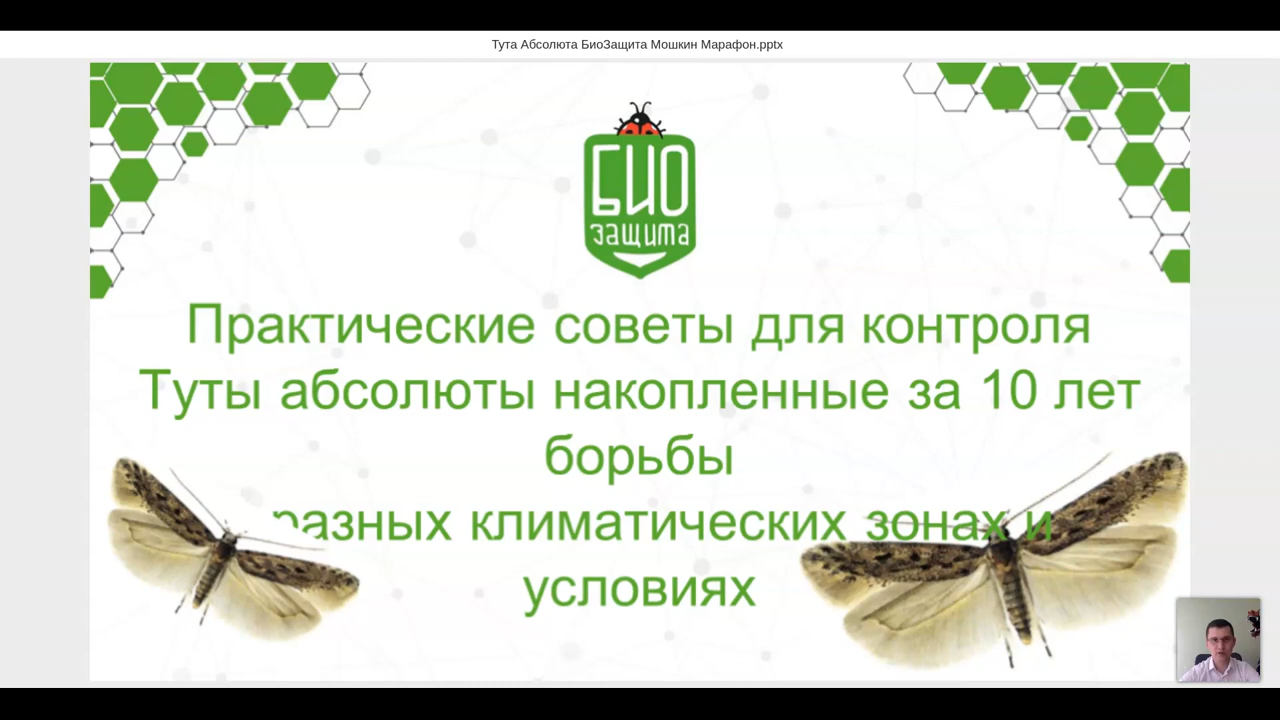 Тута Абсолюта БиоЗащита Мошкин Марафон.pptx
БИО
защита
Практические советы для контроля
Туты абсолюты накопленные за 10 лет
борьбы
разных климатических зонах и
условиях